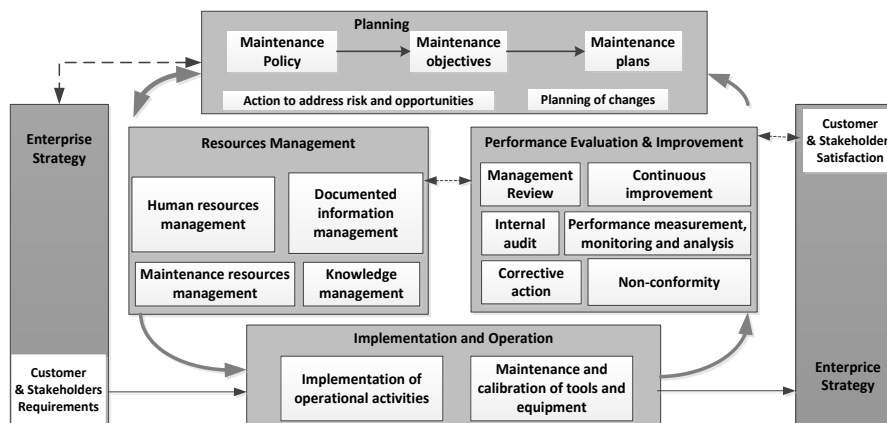 Planning
Maintenance
Policy
Maintenance
objectives
Maintenance
plans
Action to address risk and opportunities
Planning of changes
Enterprise
Strategy
Customer
& Stakeholders
Requirements
Resources Management
Human resources
management
Documented
information
management
Maintenance resources
management
Knowledge
management
Performance Evaluation & Improvement
Management
Review
Continuous
improvement
Internal
audit
Performance measurement,
monitoring and analysis
Corrective
action
Non-conformity
Implementation and Operation
Implementation of
operational activities
Maintenance and
calibration of tools and
equipment
Customer
& Stakeholders
Satisfaction
Enterprice
Strategy